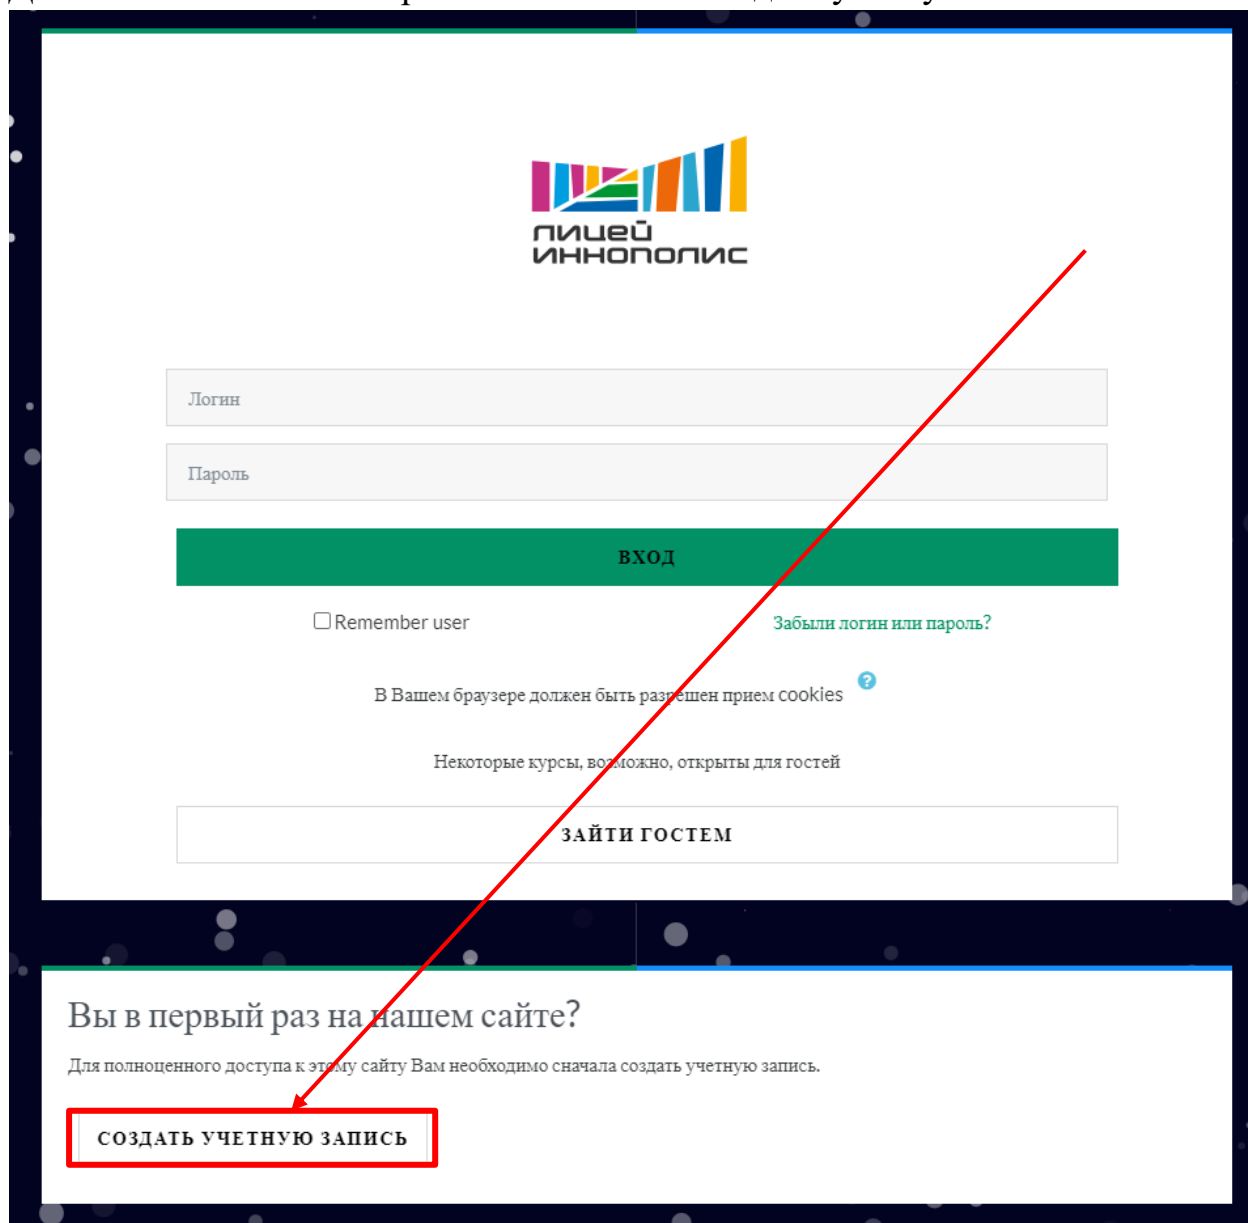 лицей
иннополис
Логин
Пароль
ВХОД
Remember user
Забыли логин или пароль?
В Вашем браузере должен быть разрешен прием cookies
?
Некоторые курсы, возможно, открыты для гостей
ЗАЙТИ ГОСТЕМ
Вы в первый раз на нашем сайте?
Для полноценного доступа к этому сайту Вам необходимо сначала создать учетную запись.
СОЗДАТЬ УЧЕТНУЮ ЗАПИСЬ